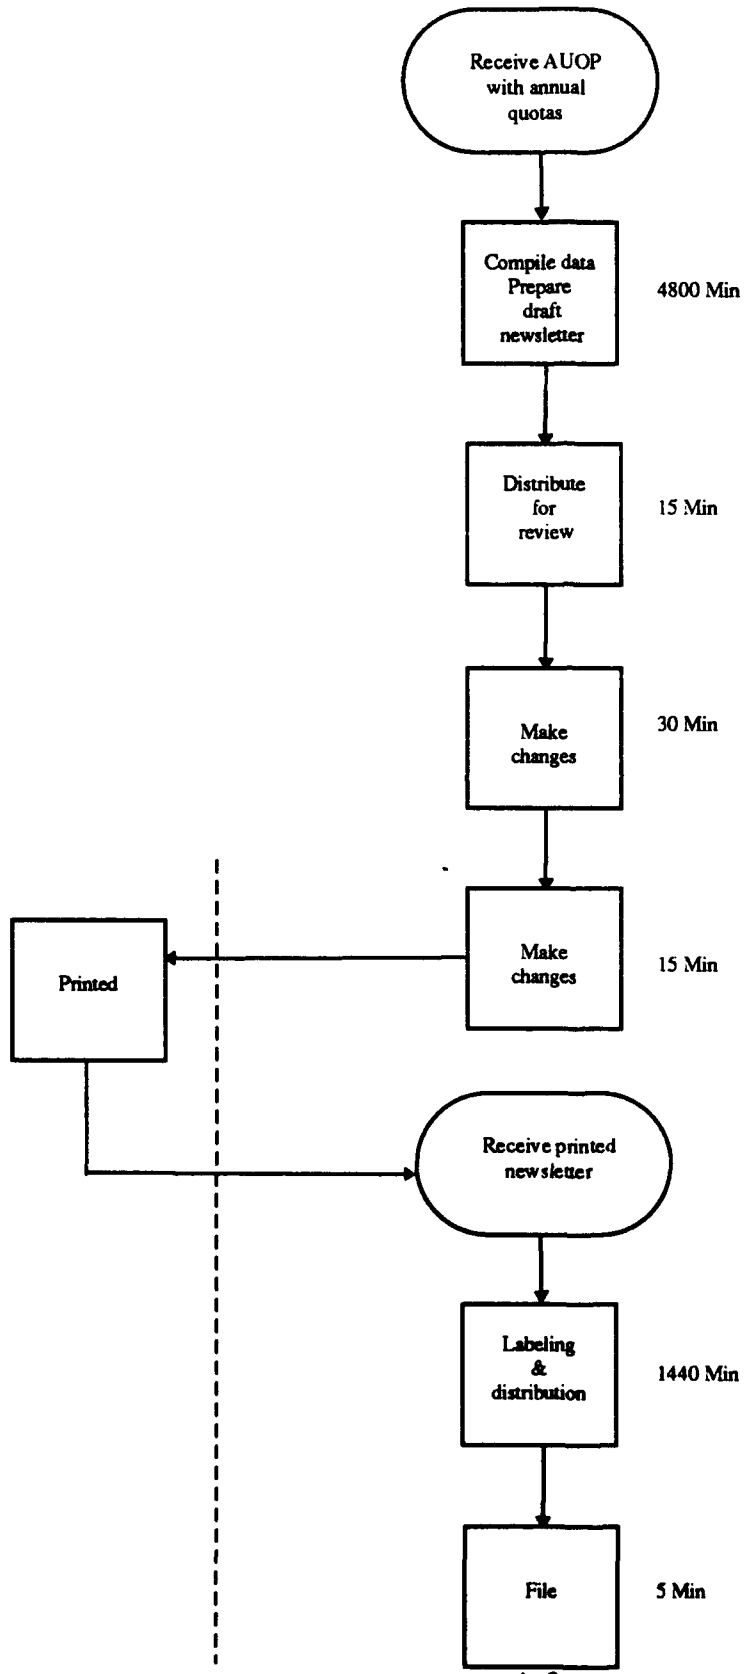 Receive AUOP
with annual
quotas
Compile data
Prepare
draft
newsletter
4800 Min
Distribute
for
review
15 Min
Make
changes
30 Min
Make
changes
15 Min
Printed
Receive printed
newsletter
Labeling
&
distribution
1440 Min
File
5 Min